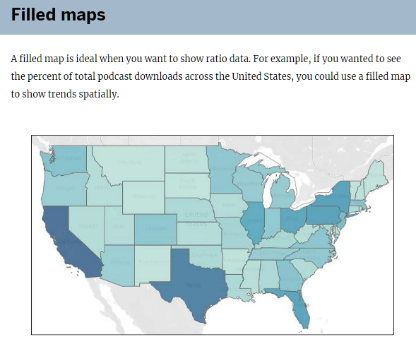 Filled maps
A filled map is ideal when you want to show ratio data. For example, if you wanted to see
the percent of total podcast downloads across the United States, you could use a filled map
to show trends spatially.